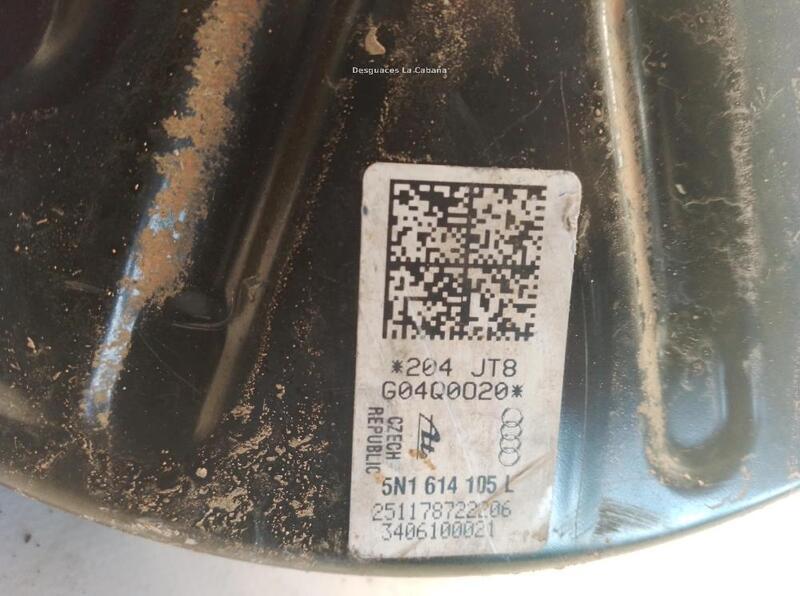 Desguaces La Cabaña
*204 JT8
G04Q0020*
CZECH
REPUBLIC
5N1 614 105 L
251178722206
3406100021